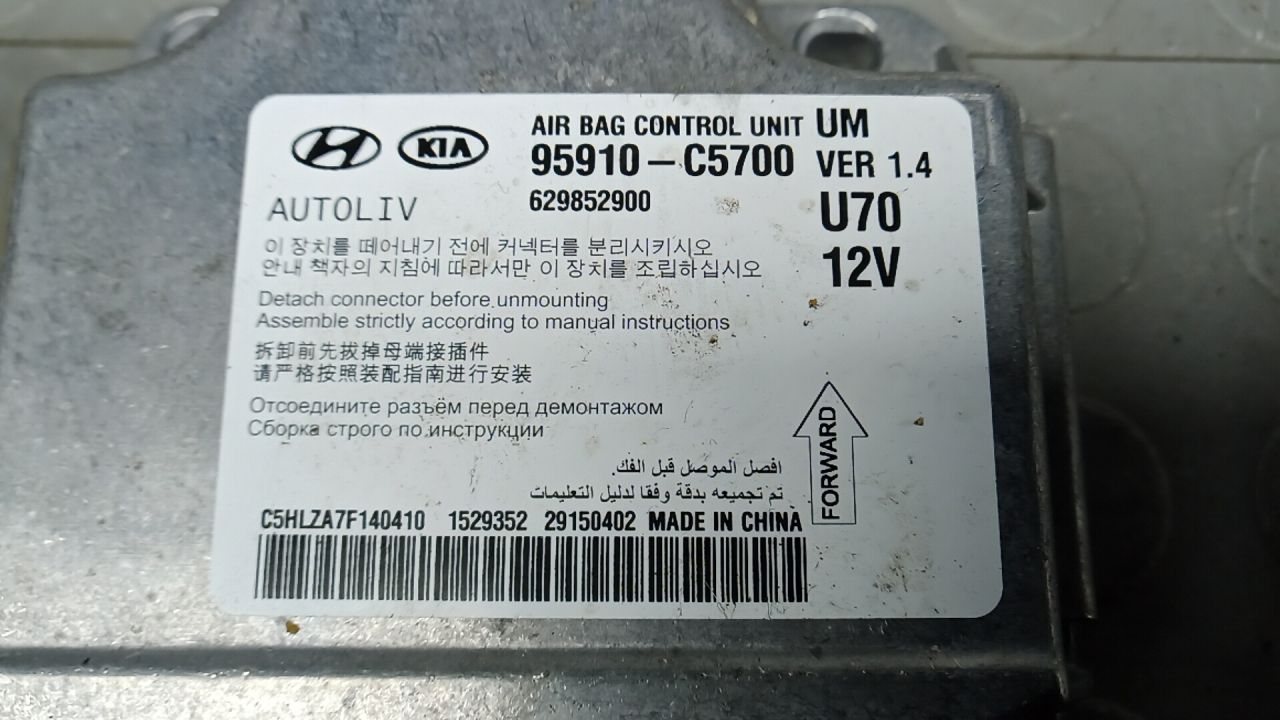 KIA
AIR BAG CONTROL UNIT UM
95910-C5700 VER 1.4
AUTOLIV
629852900
U70
12V
이 장치를 떼어내기 전에 커넥터를 분리시키시오
안내 책자의 지침에 따라서만 이 장치를 조립하십시오
Detach connector before unmounting
Assemble strictly according to manual instructions
拆卸前先拔掉母端接插件
请严格按照装配指南进行安装
Отсоедините разъём перед демонтажом
Сборка строго по инструкции
افصل الموصل قبل الفك.
تم تجميعه بدقة وفقا لدليل التعليمات
FORWARD
C5HLZA7F140410 1529352 29150402 MADE IN CHINA